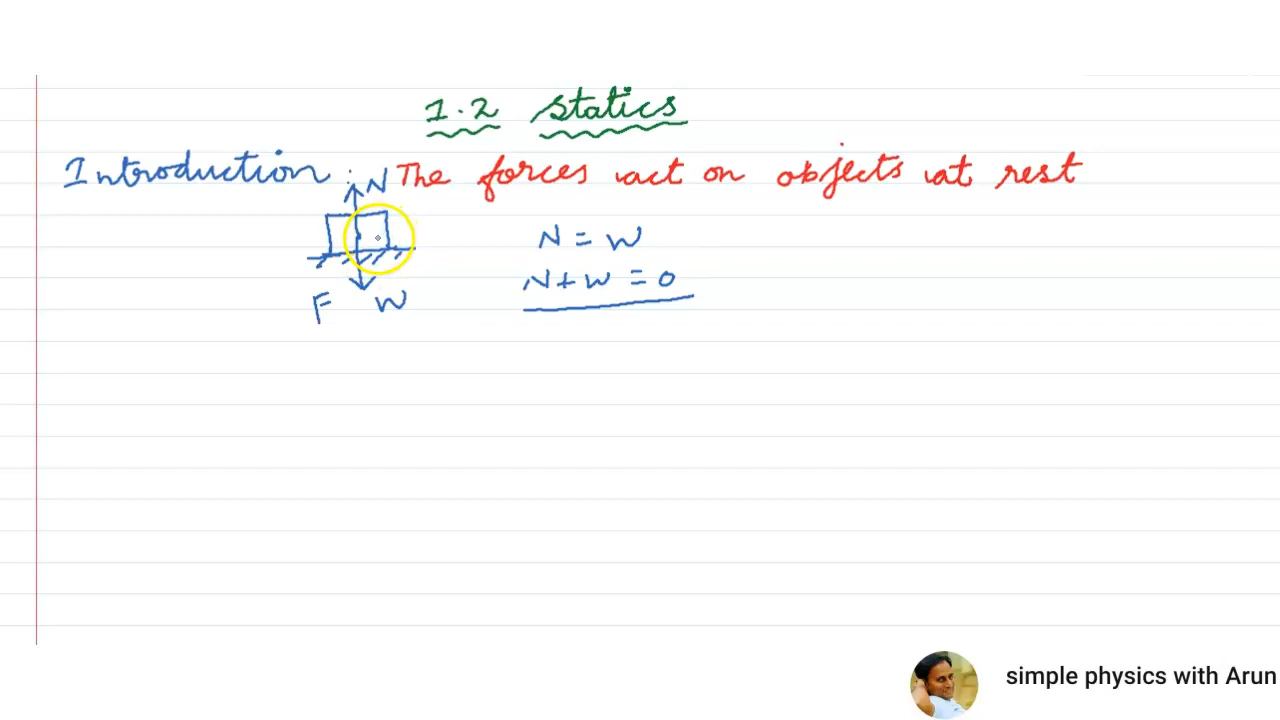 1.2 statics
Introduction : The forces act on objects at rest
N
N = W
N + W = 0
F W
simple physics with Arun